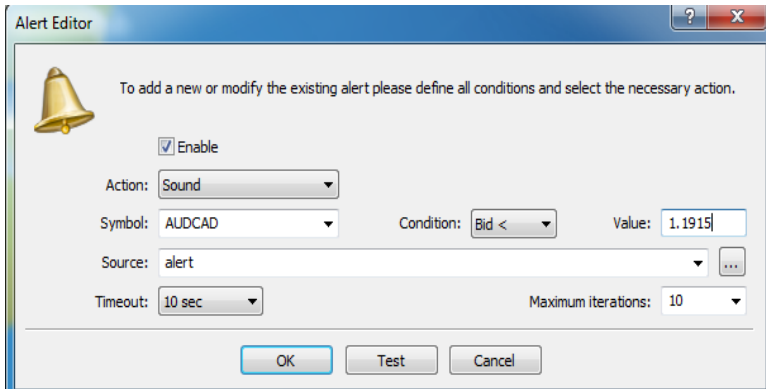 Alert Editor
To add a new or modify the existing alert please define all conditions and select the necessary action.
Enable
Action: Sound
Symbol: AUDCAD Condition: Bid < Value: 1.1915
Source: alert ...
Timeout: 10 sec Maximum iterations: 10
OK Test Cancel